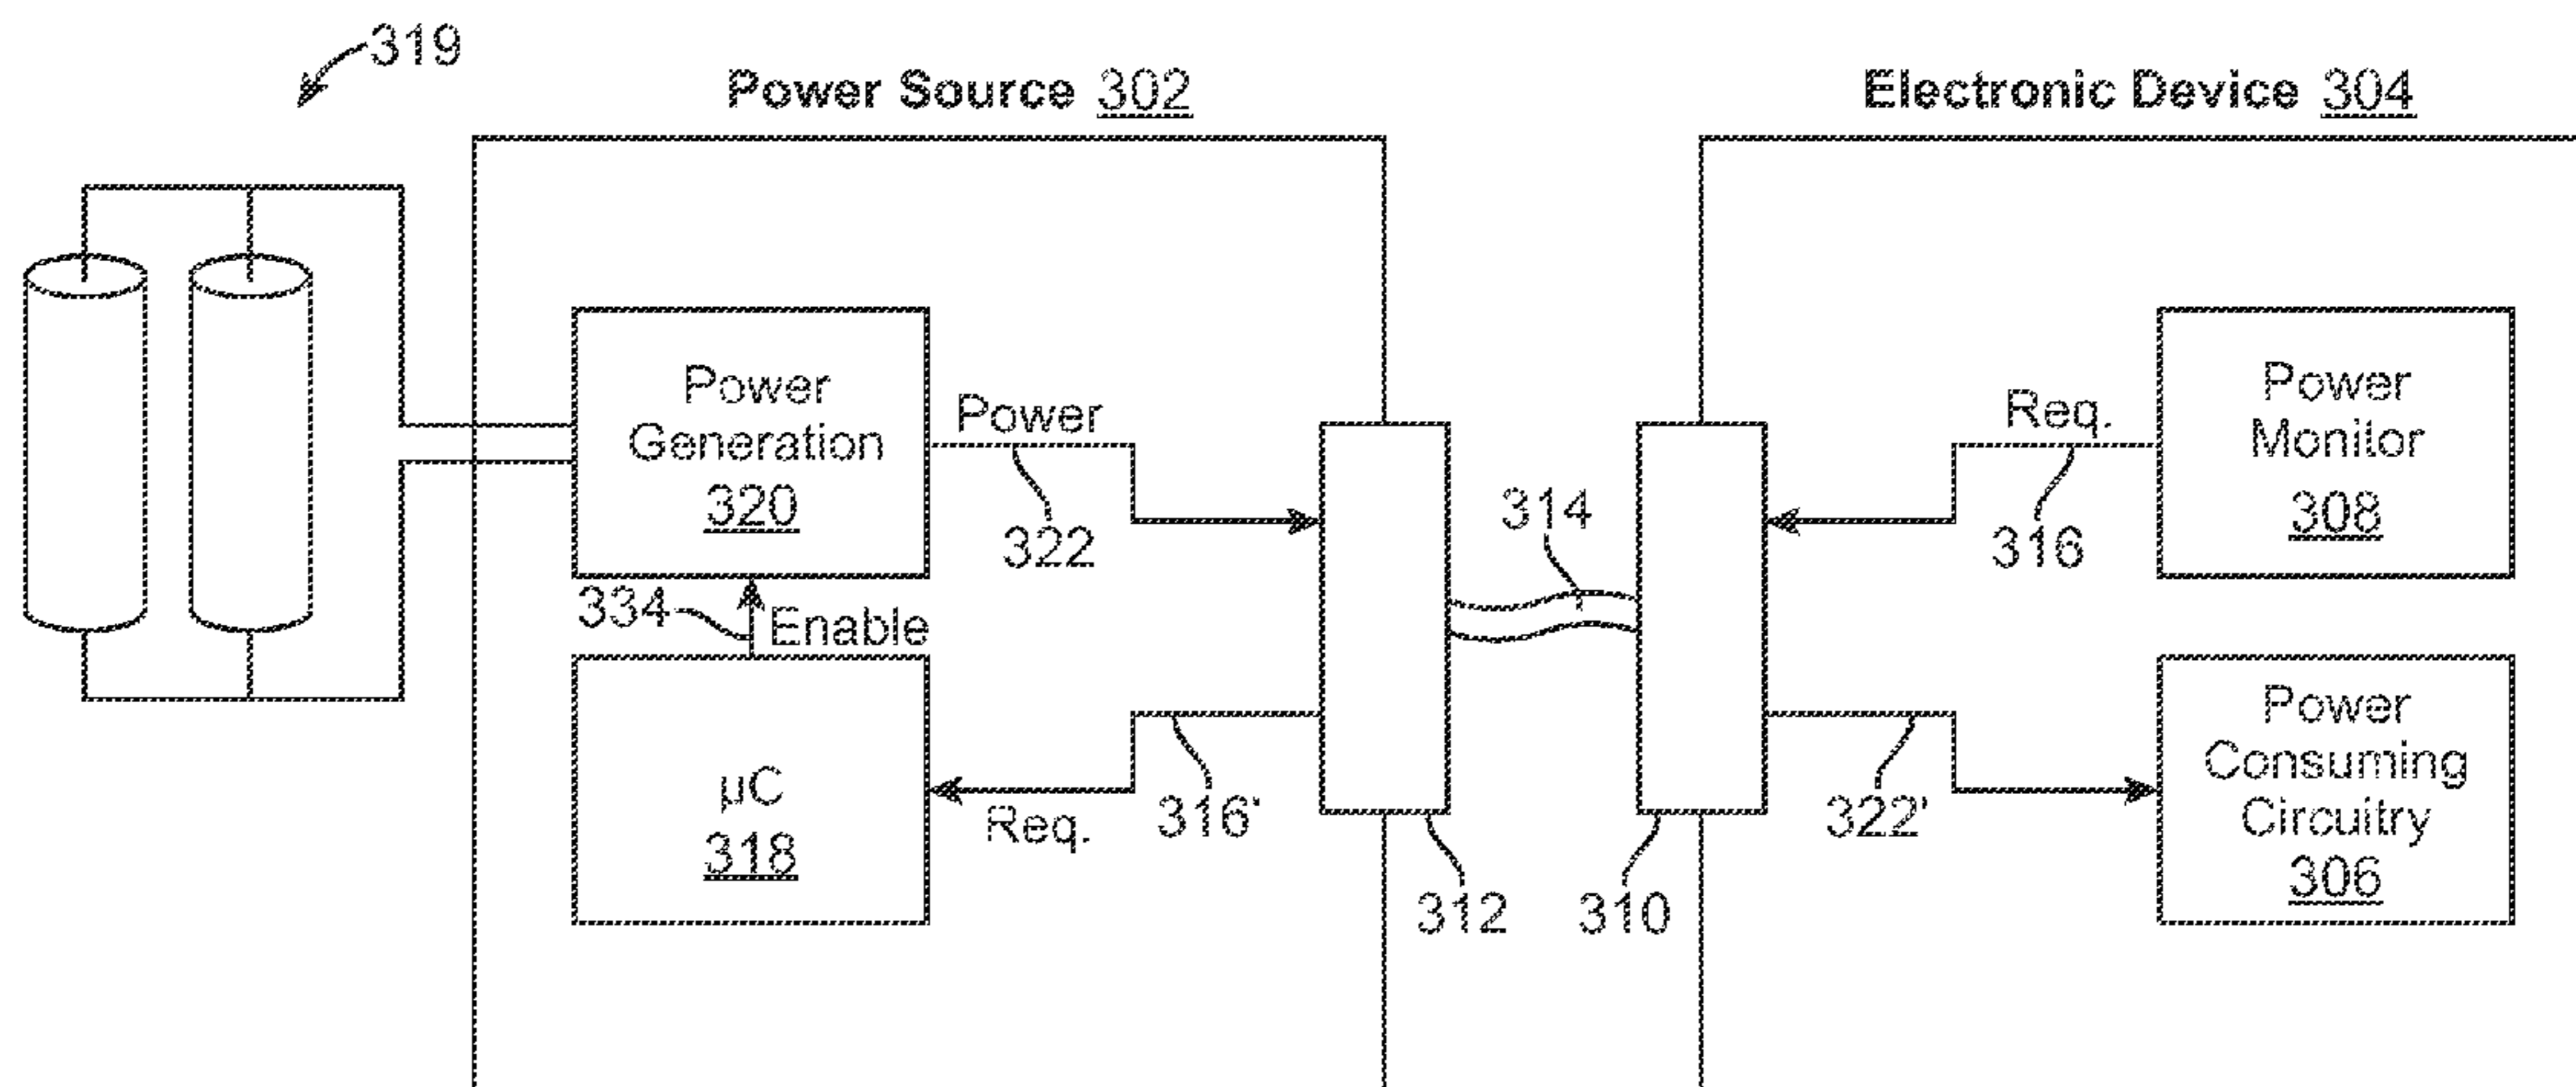 319
Power Source 302
Electronic Device 304
Power
Generation
320
Power
322
314
Req.
316
Power
Monitor
308
334
Enable
µC
318
Req.
316'
312
310
322'
Power
Consuming
Circuitry
306